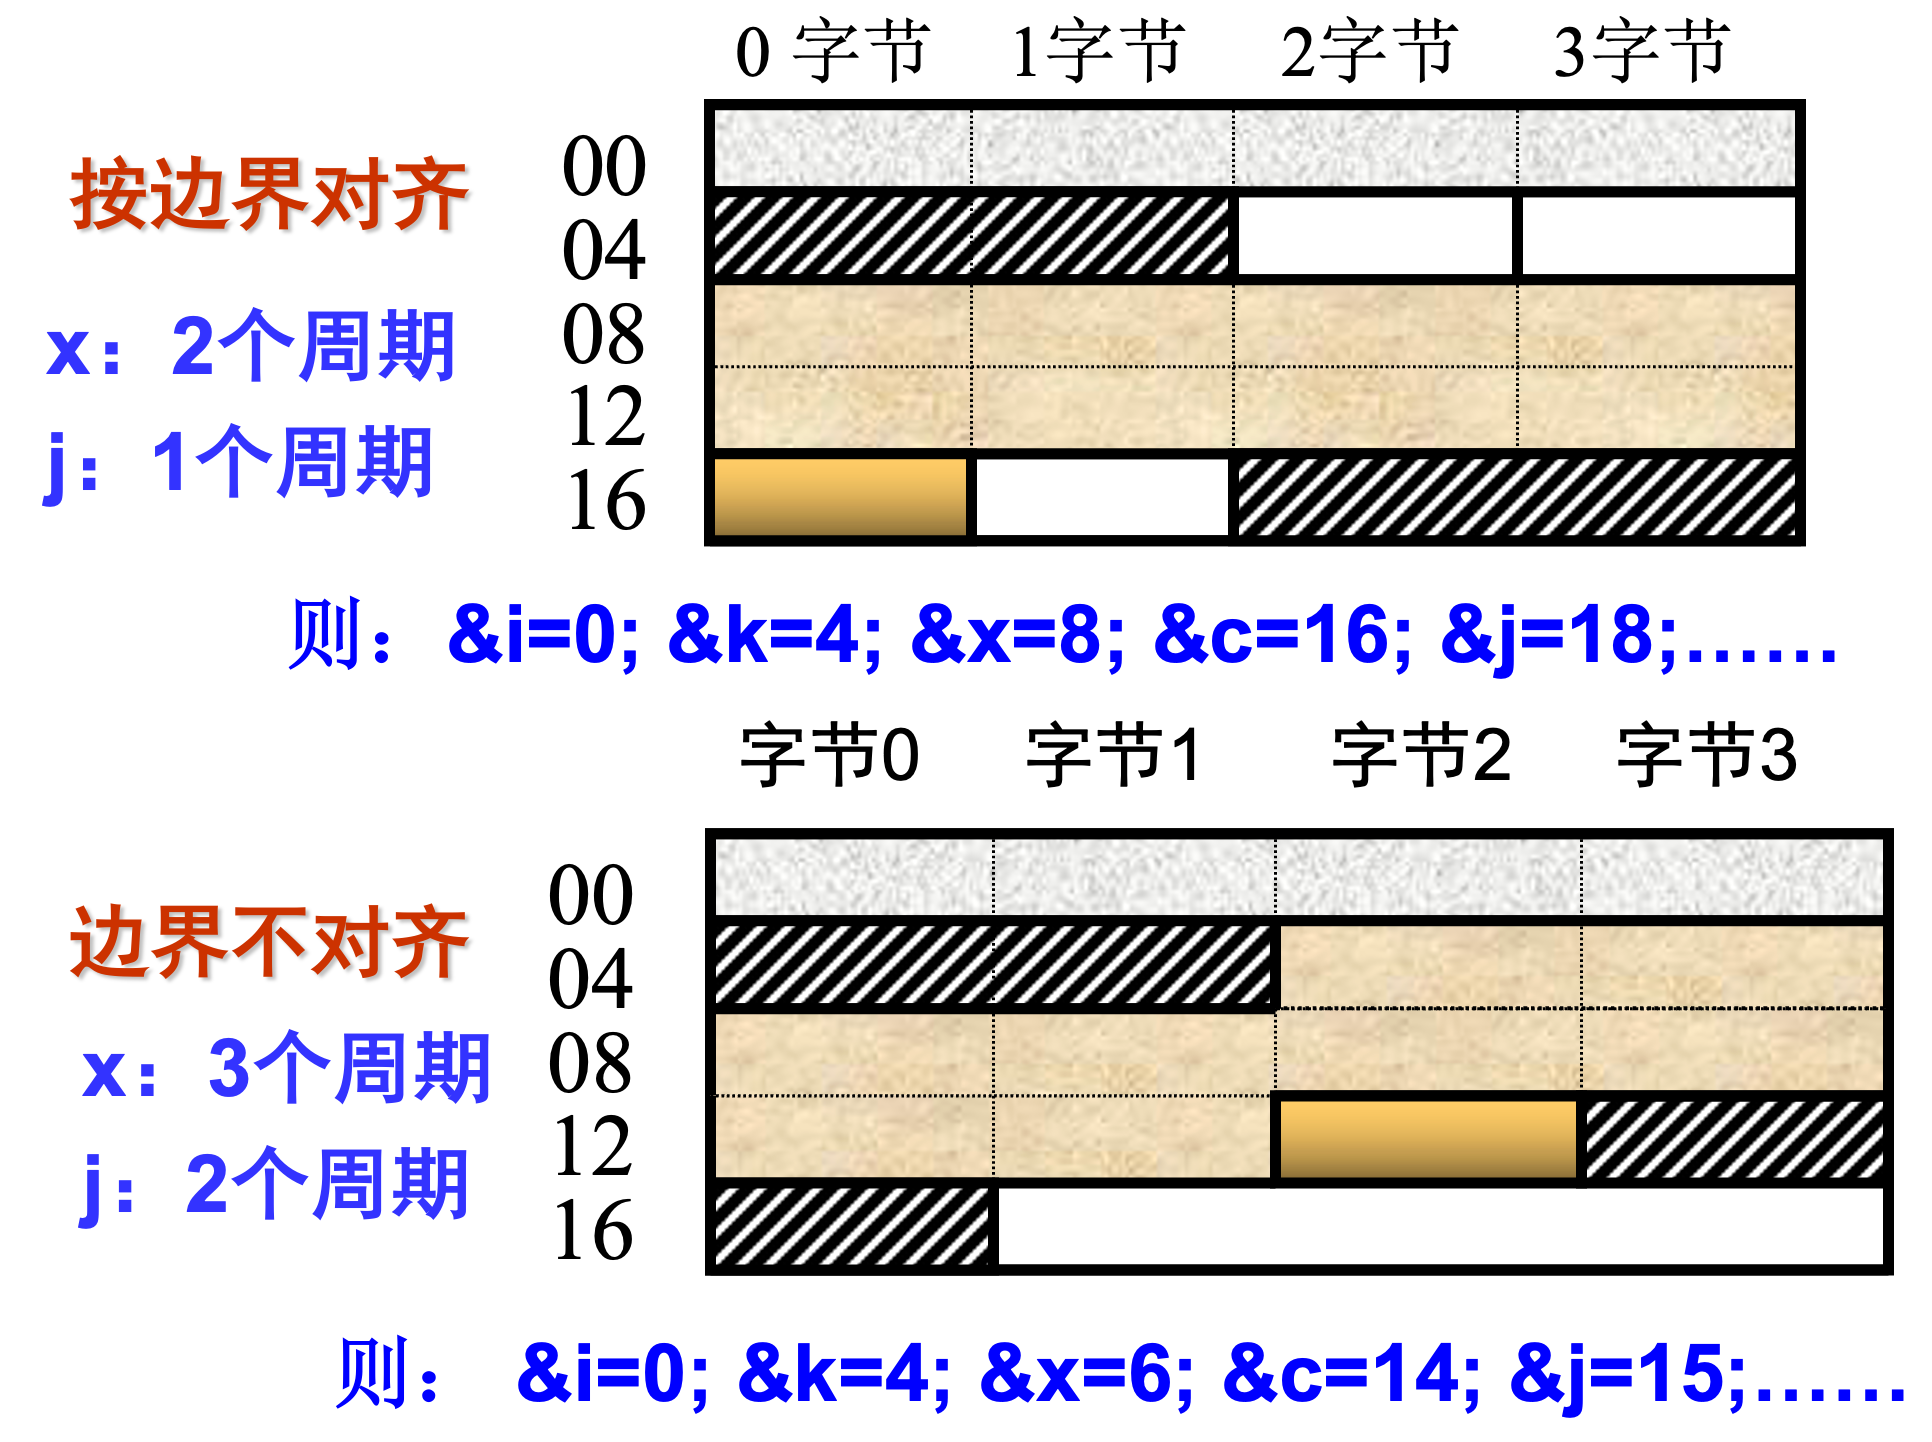 0 字节 1字节 2字节 3字节
按边界对齐
00
04
x：2个周期
08
12
j：1个周期
16
则：&i=0; &k=4; &x=8; &c=16; &j=18;……
字节0 字节1 字节2 字节3
00
边界不对齐
04
x：3个周期
08
12
j：2个周期
16
则： &i=0; &k=4; &x=6; &c=14; &j=15;……